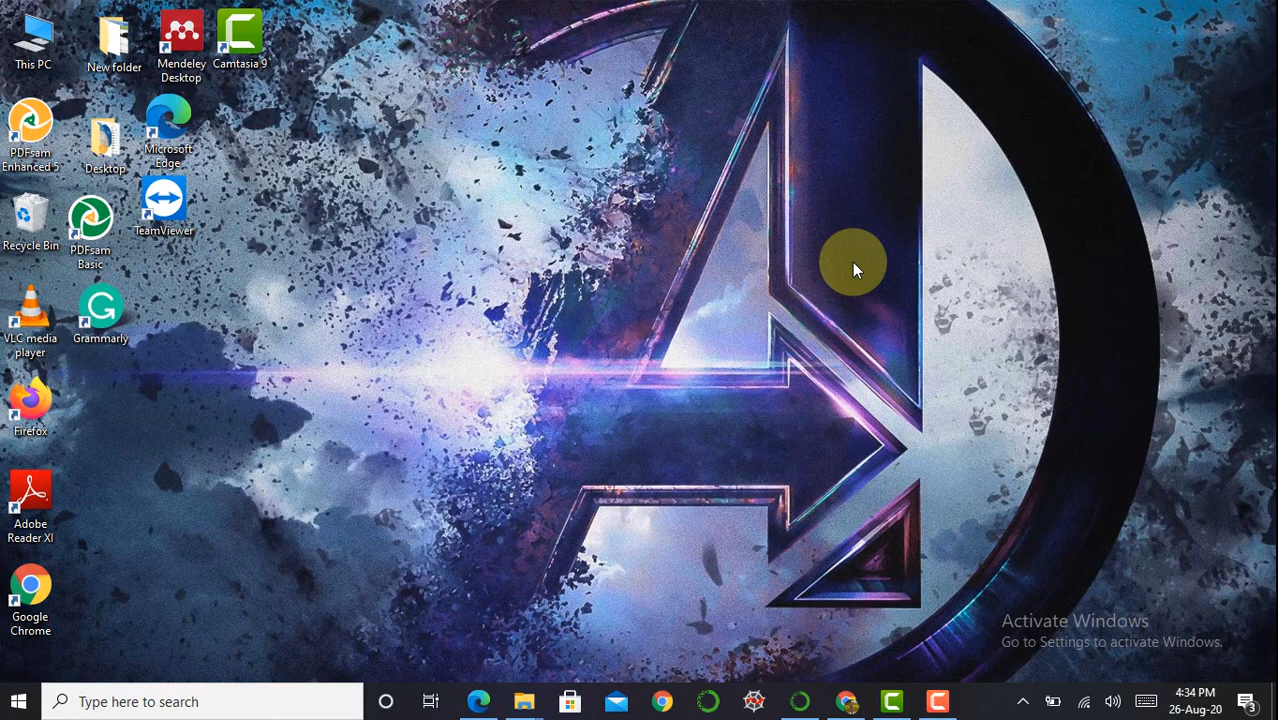 This PC
New folder
Mendeley
Desktop
Camtasia 9
PDFsam
Enhanced 5
Desktop
Microsoft
Edge
Recycle Bin
PDFsam
Basic
TeamViewer
VLC media
player
Grammarly
Firefox
Adobe
Reader XI
Google
Chrome
Activate Windows
Go to Settings to activate Windows.
Type here to search
4:34 PM
26-Aug-20
3